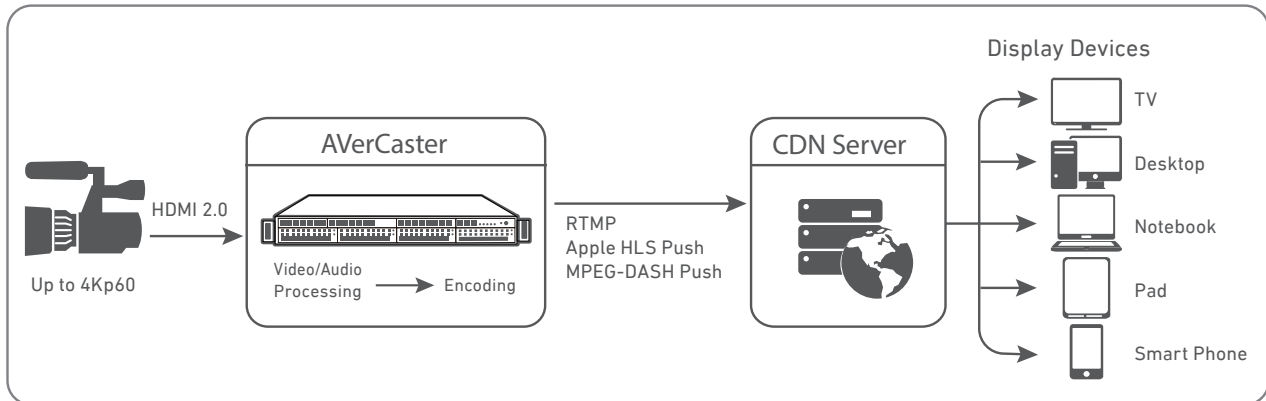 HDMI 2.0
Up to 4Kp60
AVerCaster
Video/Audio
Processing
Encoding
RTMP
Apple HLS Push
MPEG-DASH Push
CDN Server
Display Devices
TV
Desktop
Notebook
Pad
Smart Phone